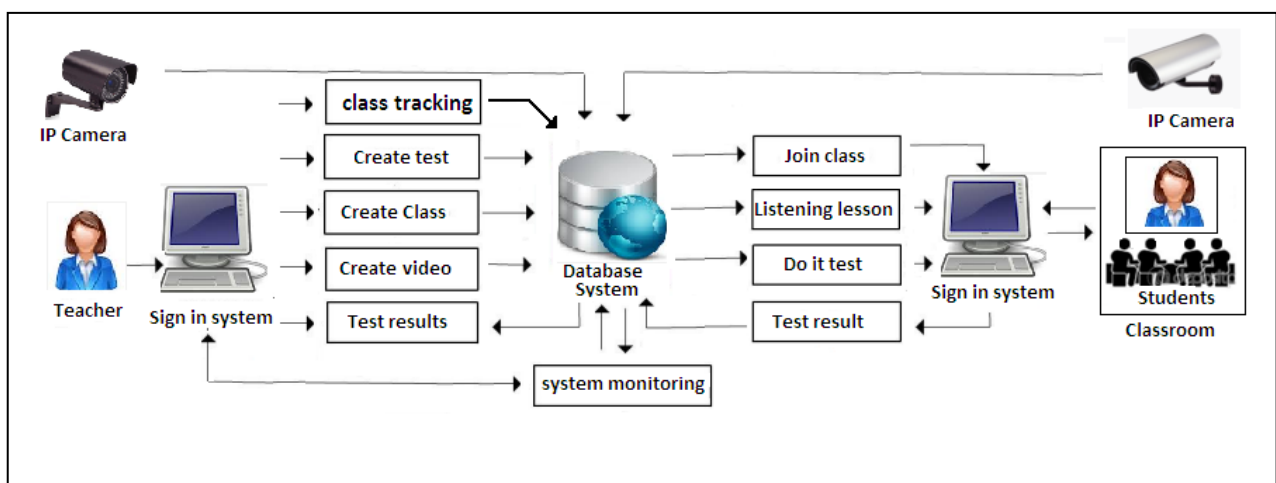 IP Camera
class tracking
Create test
Create Class
Create video
Test results
Teacher
Sign in system
Database
System
system monitoring
Join class
Listening lesson
Do it test
Test result
Sign in system
IP Camera
Students
Classroom